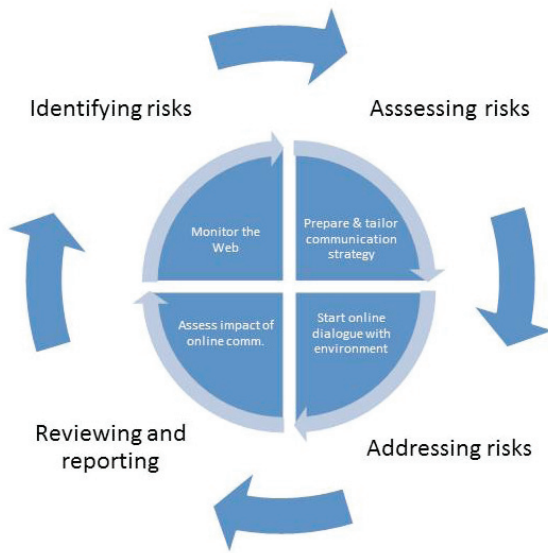 Identifying risks
Asssessing risks
Monitor the
Web
Prepare & tailor
communication
strategy
Assess impact of
online comm.
Start online
dialogue with
environment
Reviewing and
reporting
Addressing risks